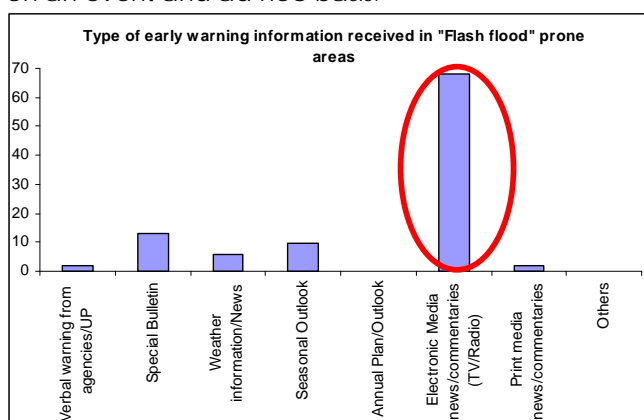 Type of early warning information received in "Flash flood" prone
areas
70
60
50
40
30
20
10
0
Verbal warning from
agencies/UP
Special Bulletin
Weather
information/News
Seasonal Outlook
Annual Plan/Outlook
Electronic Media
news/commentaries
(TV/Radio)
Print media
news/commentaries
Others